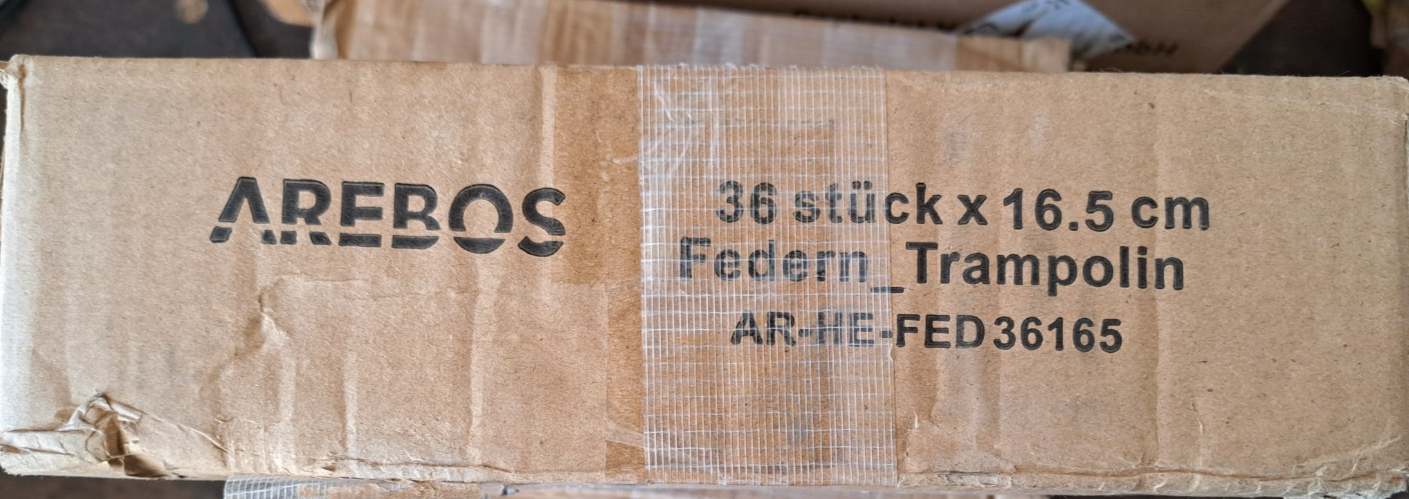 AREBOS
36 stück x 16.5 cm
Federn_Trampolin
AR-HE-FED36165